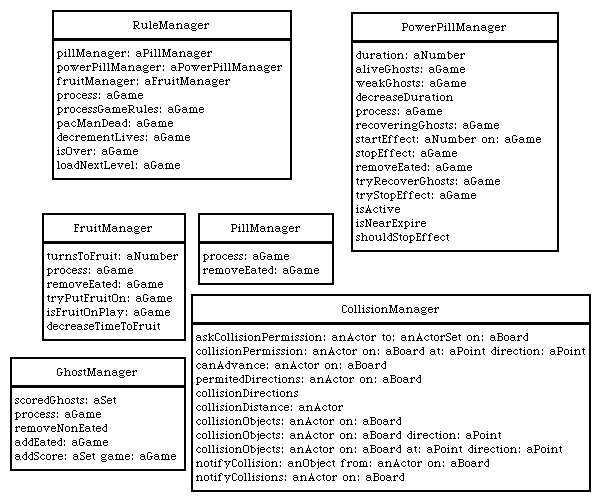 RuleManager
pillManager: aPillManager
powerPillManager: aPowerPillManager
fruitManager: aFruitManager
process: aGame
processGameRules: aGame
pacManDead: aGame
decrementLives: aGame
isOver: aGame
loadNextLevel: aGame
PowerPillManager
duration: aNumber
aliveGhosts: aGame
weakGhosts: aGame
decreaseDuration
process: aGame
recoveringGhosts: aGame
startEffect: aNumber on: aGame
stopEffect: aGame
removeEated: aGame
tryRecoverGhosts: aGame
tryStopEffect: aGame
isActive
isNearExpire
shouldStopEffect
FruitManager
turnsToFruit: aNumber
process: aGame
removeEated: aGame
tryPutFruitOn: aGame
isFruitOnPlay: aGame
decreaseTimeToFruit
PillManager
process: aGame
removeEated: aGame
CollisionManager
askCollisionPermission: anActor to: anActorSet on: aBoard
collisionPermission: anActor on: aBoard at: aPoint direction: aPoint
canAdvance: anActor on: aBoard
permitedDirections: anActor on: aBoard
collisionDirections
collisionDistance: anActor
collisionObjects: anActor on: aBoard
collisionObjects: anActor on: aBoard direction: aPoint
collisionObjects: anActor on: aBoard at: aPoint direction: aPoint
notifyCollision: anObject from: anActor on: aBoard
notifyCollisions: anActor on: aBoard
GhostManager
scoredGhosts: aSet
process: aGame
removeNonEated
addEated: aGame
addScore: aSet game: aGame